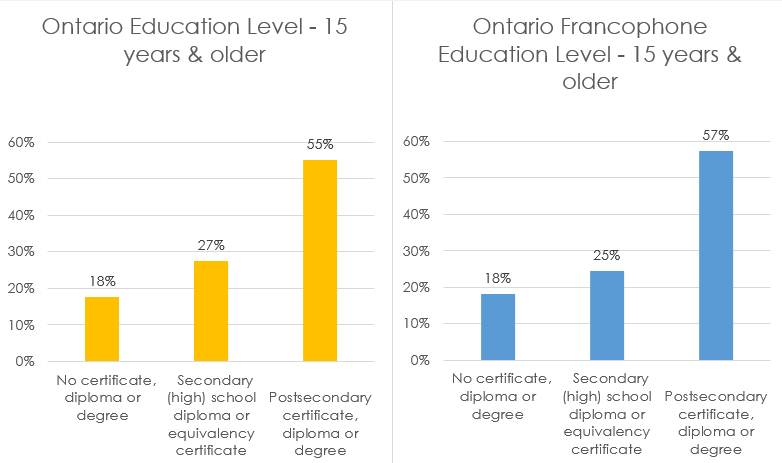 Ontario Education Level - 15
years & older
60%
50%
40%
30%
20%
10%
0%
18%
27%
55%
No certificate,
diploma or
degree
Secondary
(high) school
diploma or
equivalency
certificate
Postsecondary
certificate,
diploma or
degree
Ontario Francophone
Education Level - 15 years &
older
60%
50%
40%
30%
20%
10%
0%
18%
25%
57%
No certificate,
diploma or
degree
Secondary
(high) school
diploma or
equivalency
certificate
Postsecondary
certificate,
diploma or
degree